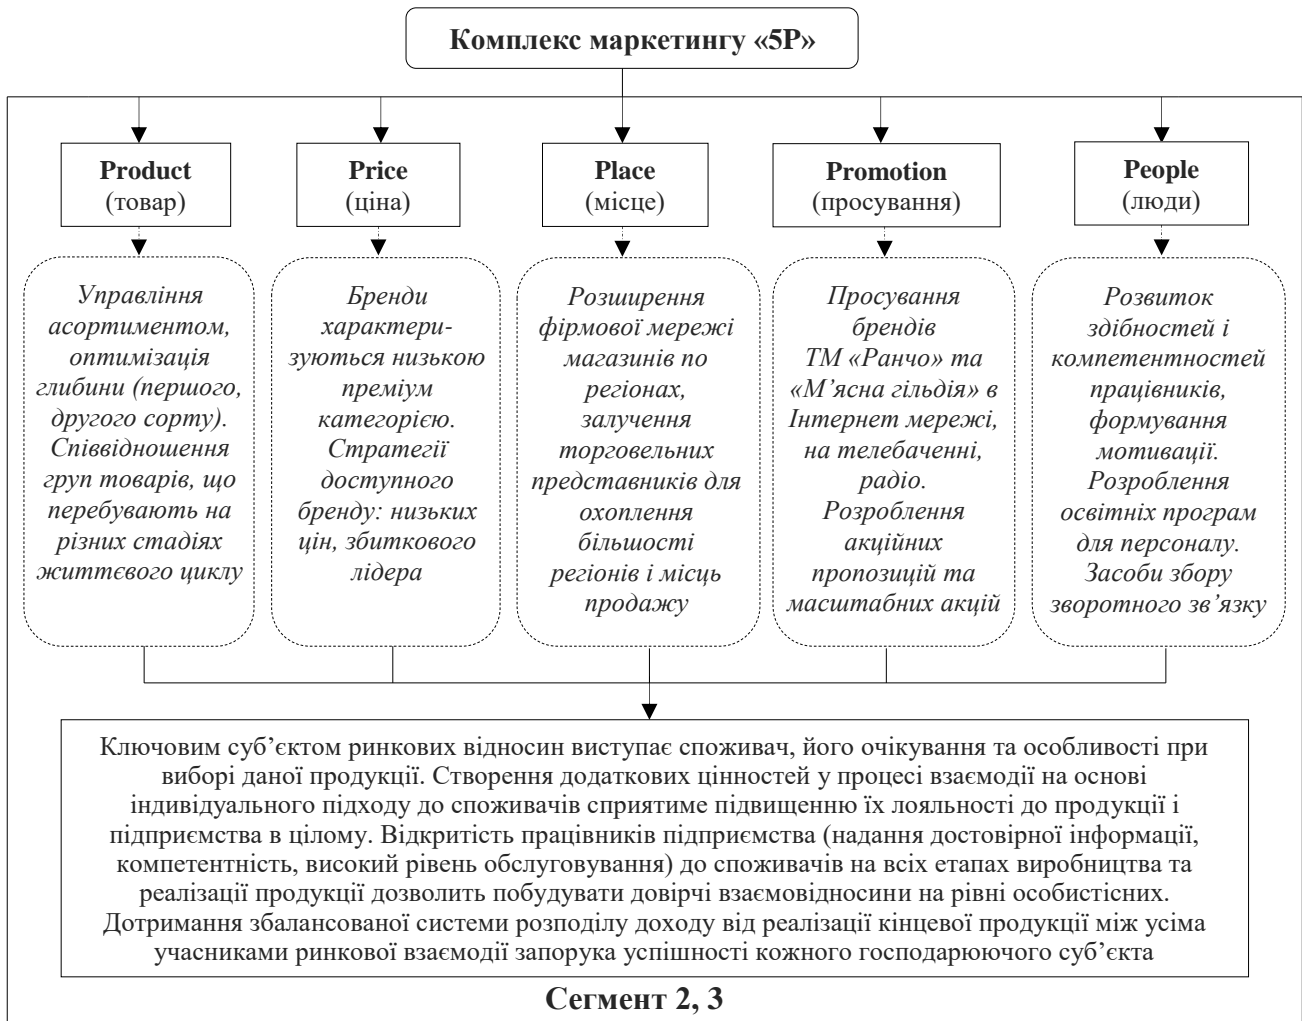 Комплекс маркетингу «5P»
Product
(товар)
Price
(ціна)
Place
(місце)
Promotion
(просування)
People
(люди)
Управління
асортиментом,
оптимізація
глибини (першого,
другого сорту).
Співвідношення
груп товарів, що
перебувають на
різних стадіях
життєвого циклу
Бренди
характери-
зуються низькою
преміум
категорією.
Стратегії
доступного
бренду: низьких
цін, збиткового
лідера
Розширення
фірмової мережі
магазинів по
регіонах,
залучення
торговельних
представників для
охоплення
більшості
регіонів і місць
продажу
Просування
брендів
ТМ «Ранчо» та
«М’ясна гільдія» в
Інтернет мережі,
на телебаченні,
радіо.
Розроблення
акційних
пропозицій та
масштабних акцій
Розвиток
здібностей і
компетентностей
працівників,
формування
мотивації.
Розроблення
освітніх програм
для персоналу.
Засоби збору
зворотного зв’язку
Ключовим суб’єктом ринкових відносин виступає споживач, його очікування та особливості при
виборі даної продукції. Створення додаткових цінностей у процесі взаємодії на основі
індивідуального підходу до споживачів сприятиме підвищенню їх лояльності до продукції і
підприємства в цілому. Відкритість працівників підприємства (надання достовірної інформації,
компетентність, високий рівень обслуговування) до споживачів на всіх етапах виробництва та
реалізації продукції дозволить побудувати довірчі взаємовідносини на рівні особистісних.
Дотримання збалансованої системи розподілу доходу від реалізації кінцевої продукції між усіма
учасниками ринкової взаємодії запорука успішності кожного господарюючого суб’єкта
Сегмент 2, 3